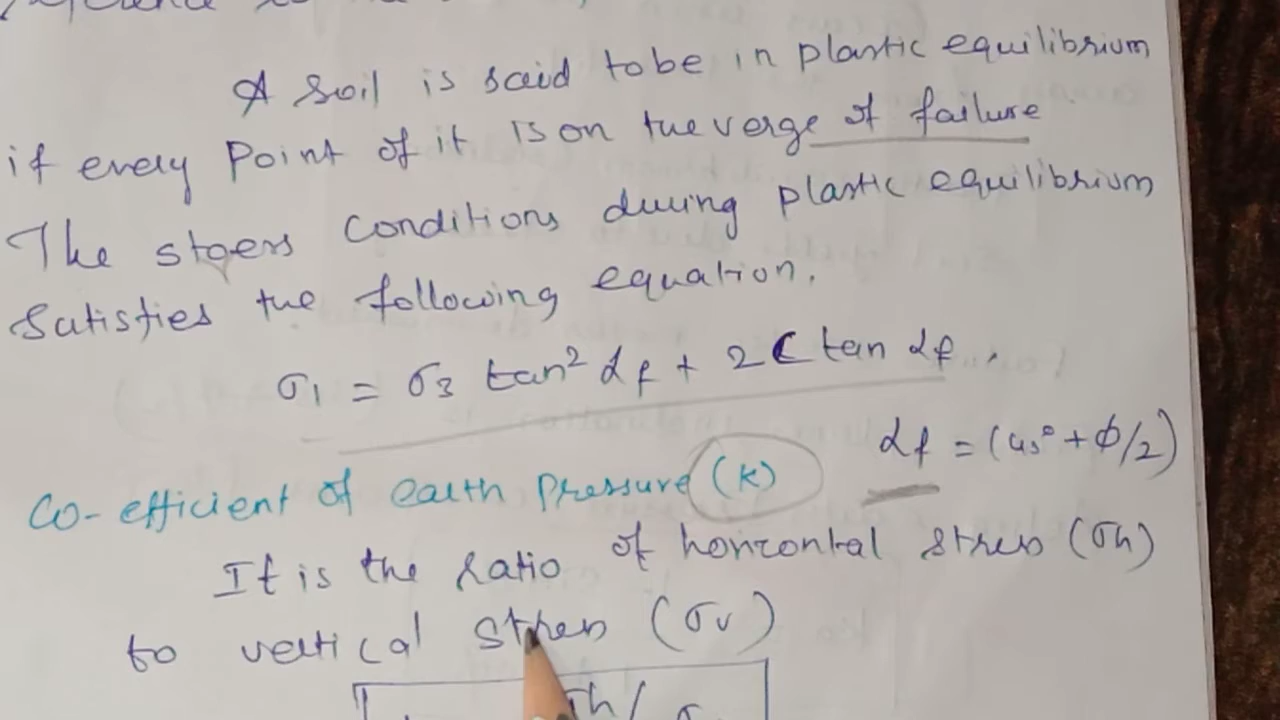 A soil is said to be in plastic equilibrium
if every point of it is on the verge of failure
The stress conditions during plastic equilibrium
satisfies the following equation.
σ1 = σ3 tan² αf + 2C tan αf.
αf = (45° + Φ/2)
Co-efficient of earth pressure (K)
It is the ratio of horizontal stress (σh)
to vertical stress (σv)
σh/σ